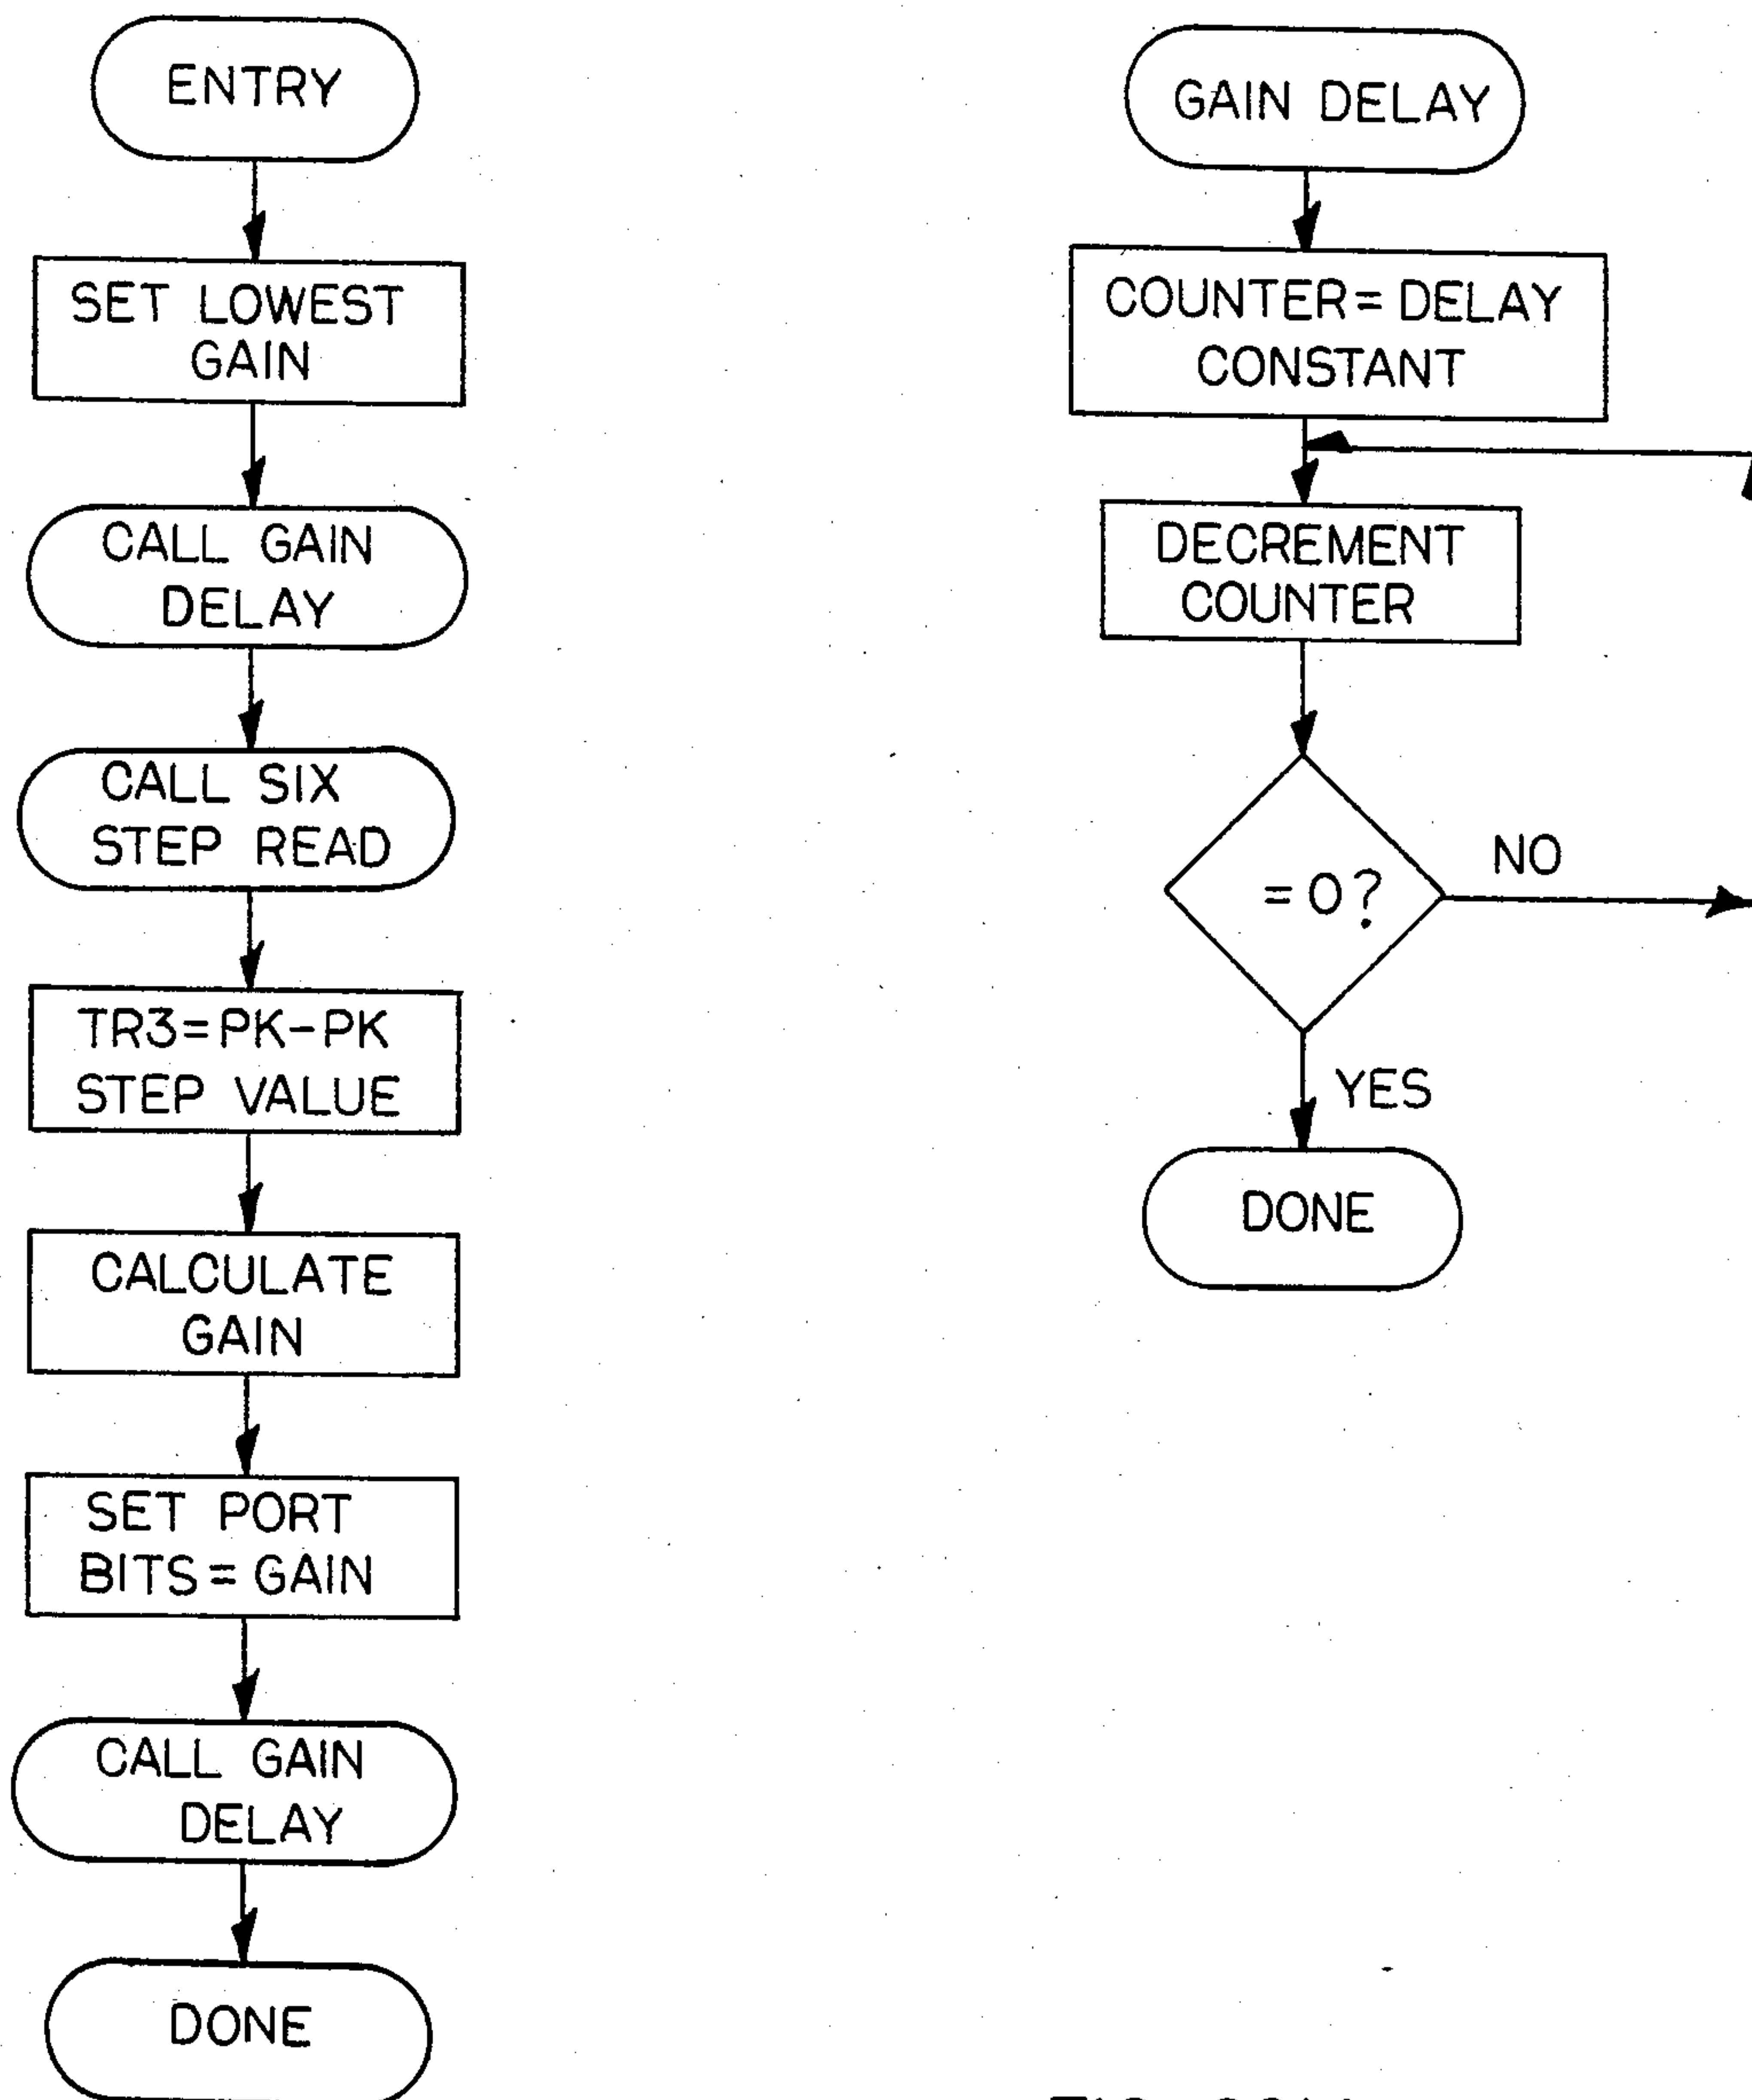 ENTRY
SET LOWEST
GAIN
CALL GAIN
DELAY
CALL SIX
STEP READ
TR3=PK-PK
STEP VALUE
CALCULATE
GAIN
SET PORT
BITS=GAIN
CALL GAIN
DELAY
DONE
GAIN DELAY
COUNTER=DELAY
CONSTANT
DECREMENT
COUNTER
=0?
NO
YES
DONE